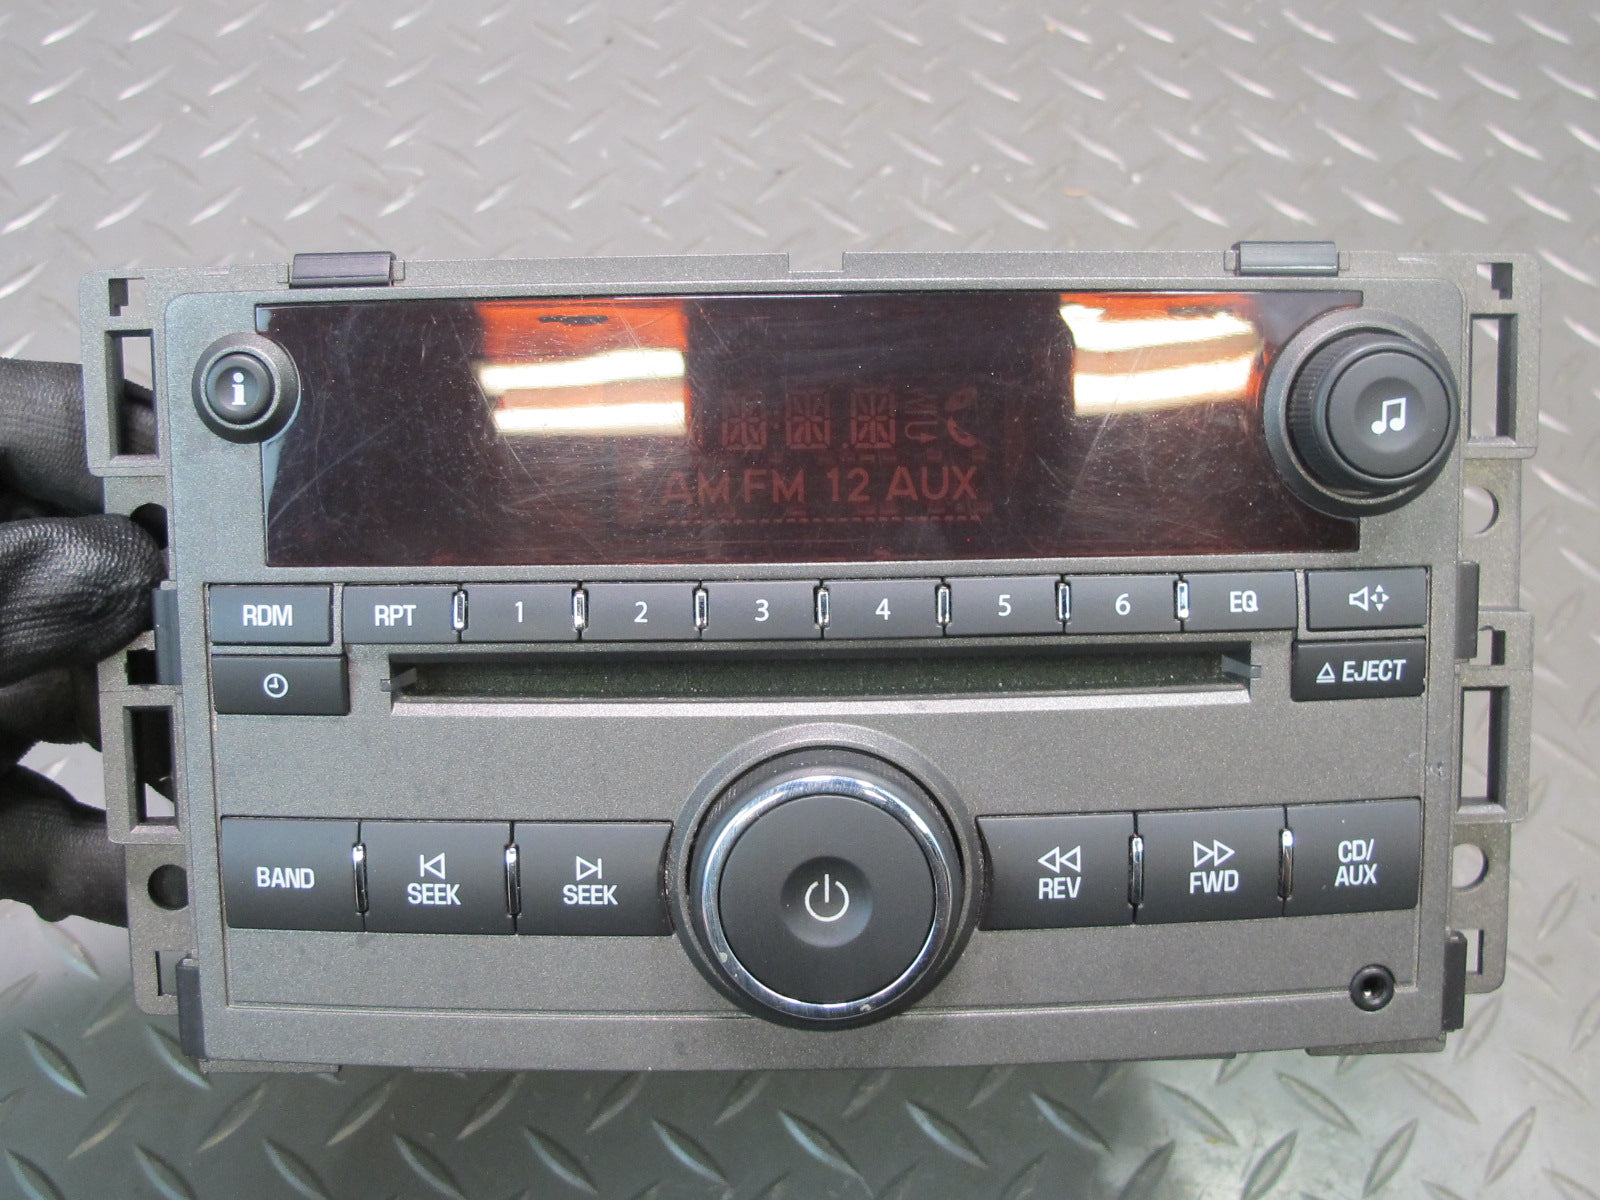 i
AM FM 12 AUX
RDM RPT 1 2 3 4 5 6 EQ
EJECT
BAND SEEK SEEK REV FWD CD/
AUX